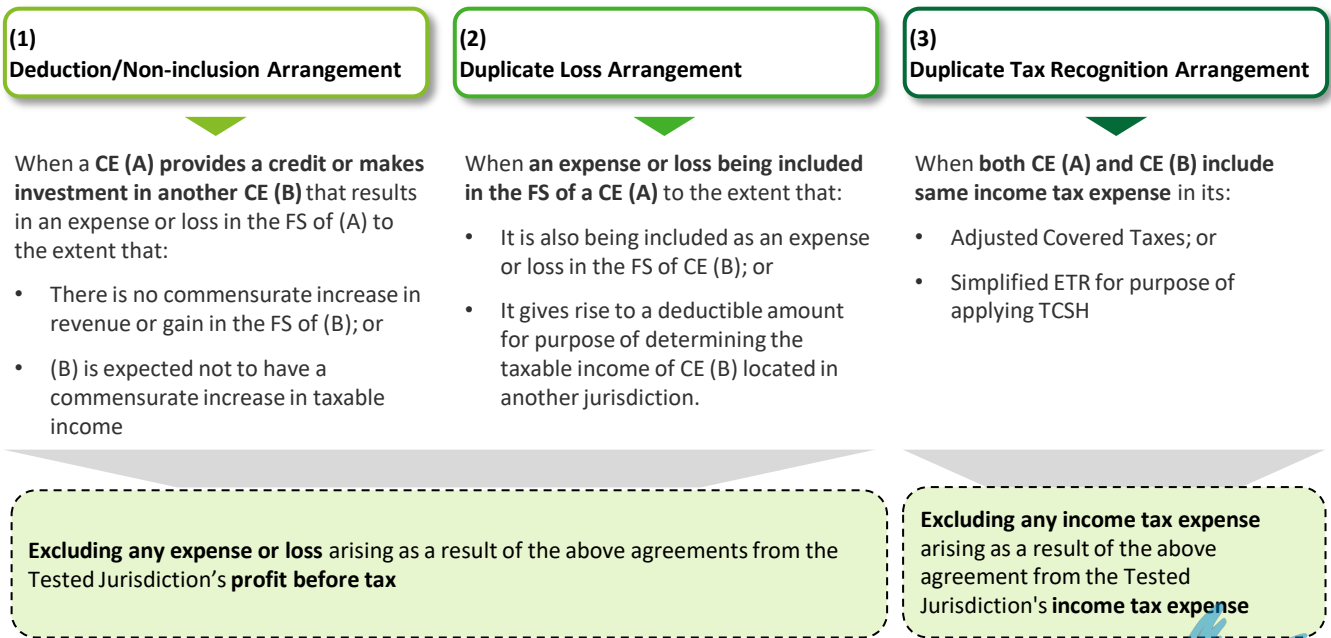 (1)
Deduction/Non-inclusion Arrangement
When a CE (A) provides a credit or makes
investment in another CE (B) that results
in an expense or loss in the FS of (A) to
the extent that:
• There is no commensurate increase in
revenue or gain in the FS of (B); or
• (B) is expected not to have a
commensurate increase in taxable
income
(2)
Duplicate Loss Arrangement
When an expense or loss being included
in the FS of a CE (A) to the extent that:
• It is also being included as an expense
or loss in the FS of CE (B); or
• It gives rise to a deductible amount
for purpose of determining the
taxable income of CE (B) located in
another jurisdiction.
(3)
Duplicate Tax Recognition Arrangement
When both CE (A) and CE (B) include
same income tax expense in its:
• Adjusted Covered Taxes; or
• Simplified ETR for purpose of
applying TCSH
Excluding any expense or loss arising as a result of the above agreements from the
Tested Jurisdiction’s profit before tax
Excluding any income tax expense
arising as a result of the above
agreement from the Tested
Jurisdiction's income tax expense